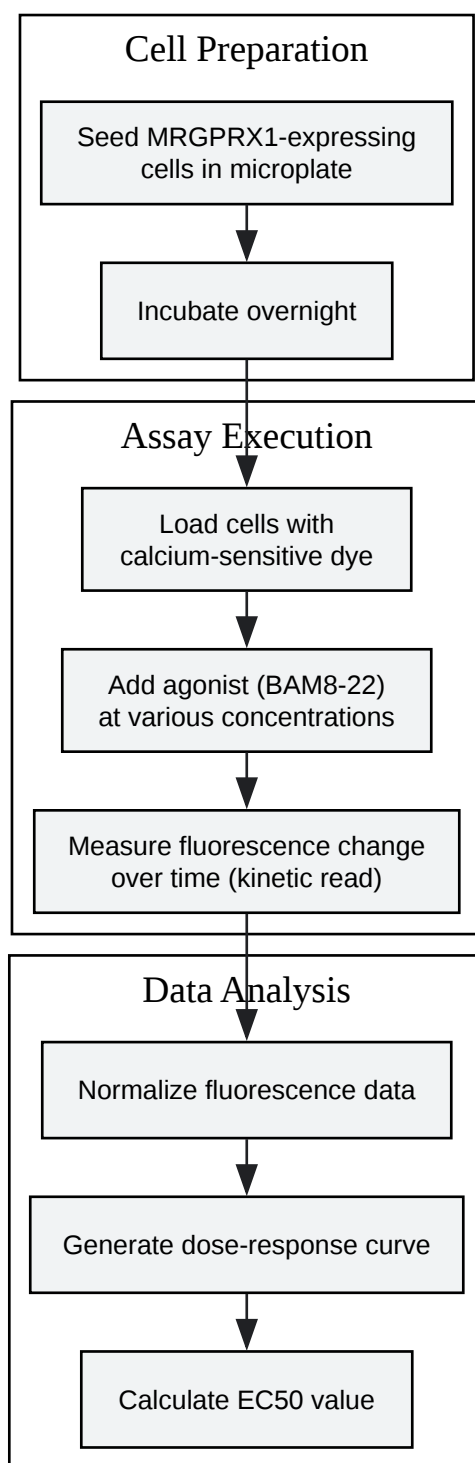 Cell Preparation
Seed MRGPRX1-expressing
cells in microplate
Incubate overnight
Assay Execution
Load cells with
calcium-sensitive dye
Add agonist (BAM8-22)
at various concentrations
Measure fluorescence change
over time (kinetic read)
Data Analysis
Normalize fluorescence data
Generate dose-response curve
Calculate EC50 value